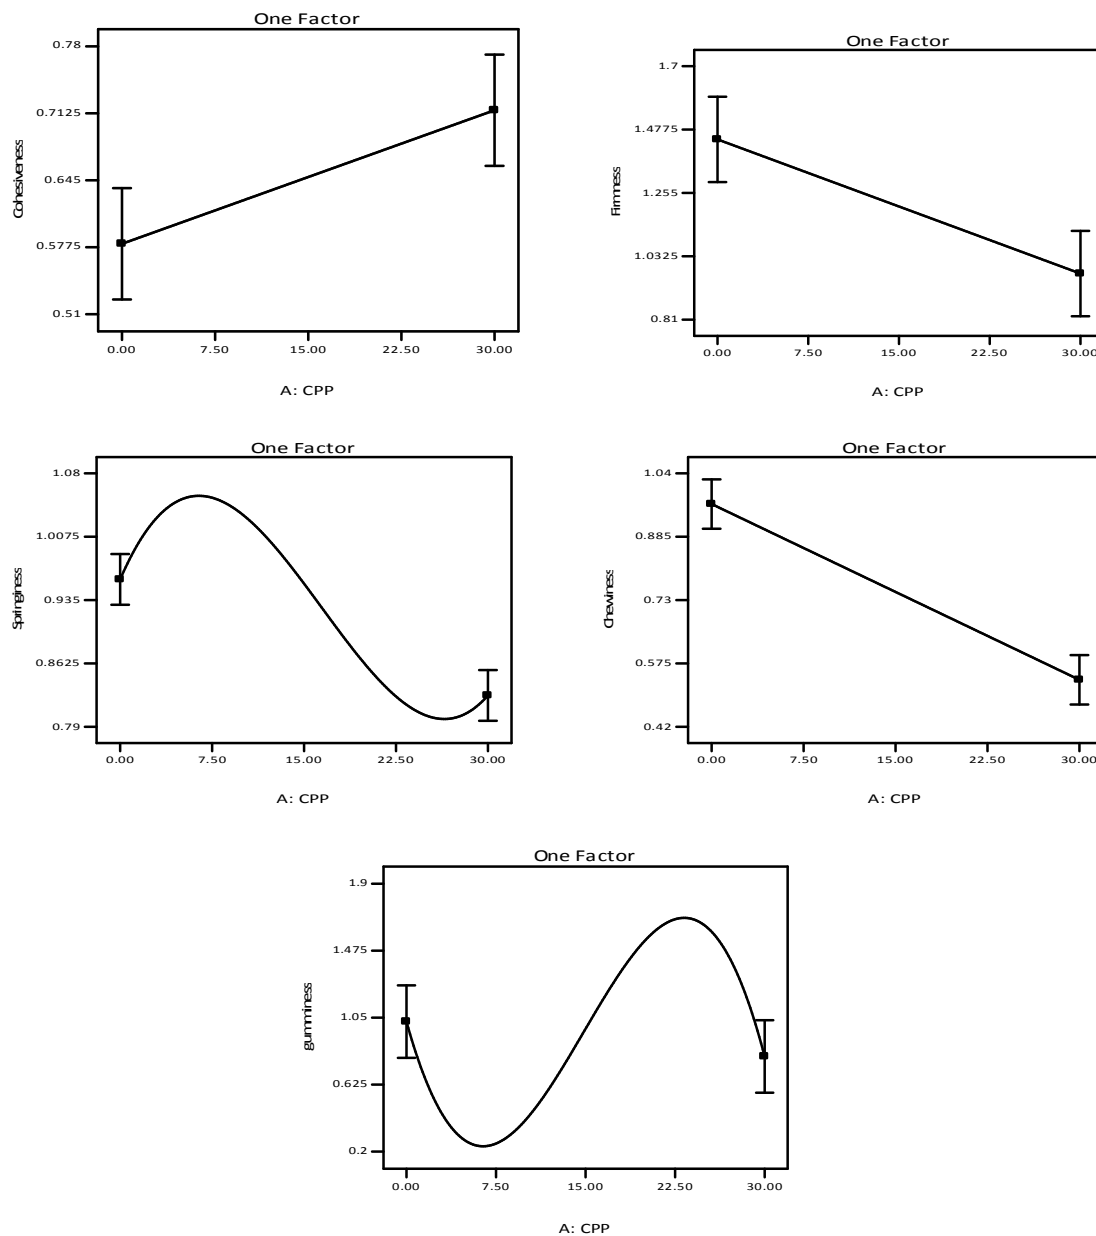 One Factor
0.78
0.7125
0.645
0.5775
0.51
Cohesiveness
0.00 7.50 15.00 22.50 30.00
A: CPP
One Factor
1.7
1.4775
1.255
1.0325
0.81
Firmness
0.00 7.50 15.00 22.50 30.00
A: CPP
One Factor
1.08
1.0075
0.935
0.8625
0.79
Springiness
0.00 7.50 15.00 22.50 30.00
A: CPP
One Factor
1.04
0.885
0.73
0.575
0.42
Chewiness
0.00 7.50 15.00 22.50 30.00
A: CPP
One Factor
1.9
1.475
1.05
0.625
0.2
gumminess
0.00 7.50 15.00 22.50 30.00
A: CPP